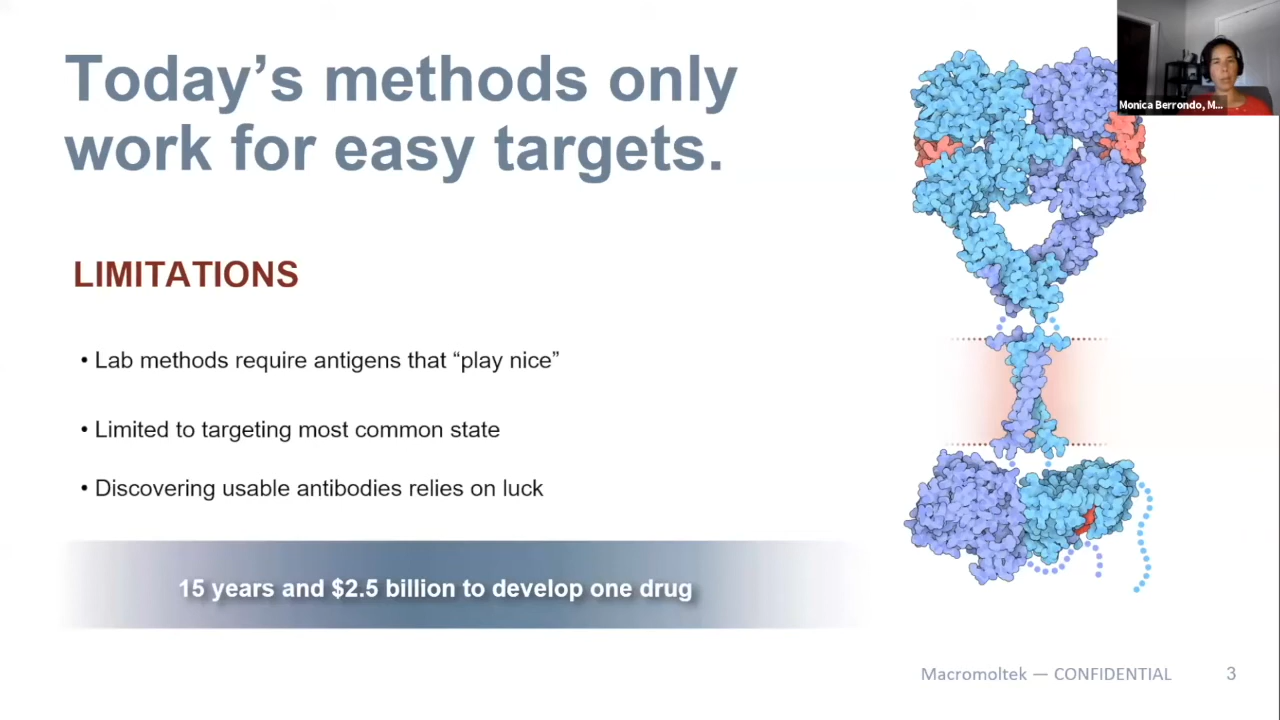 Today’s methods only
work for easy targets.
Monica Berrondo, M...
LIMITATIONS
• Lab methods require antigens that “play nice”
• Limited to targeting most common state
• Discovering usable antibodies relies on luck
15 years and $2.5 billion to develop one drug
Macromoltek — CONFIDENTIAL 3